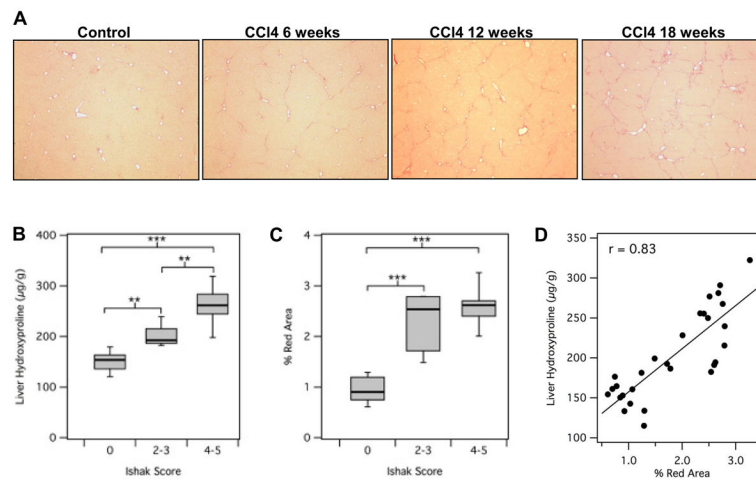 A
Control
CCl4 6 weeks
CCl4 12 weeks
CCl4 18 weeks
B
Liver Hydroxyproline (µg/g)
400
300
200
100
0
***
**
**
0
2-3
4-5
Ishak Score
C
% Red Area
4
3
2
1
0
***
***
0
2-3
4-5
Ishak Score
D
Liver Hydroxyproline (µg/g)
350
300
250
200
150
100
r = 0.83
1.0
2.0
3.0
% Red Area